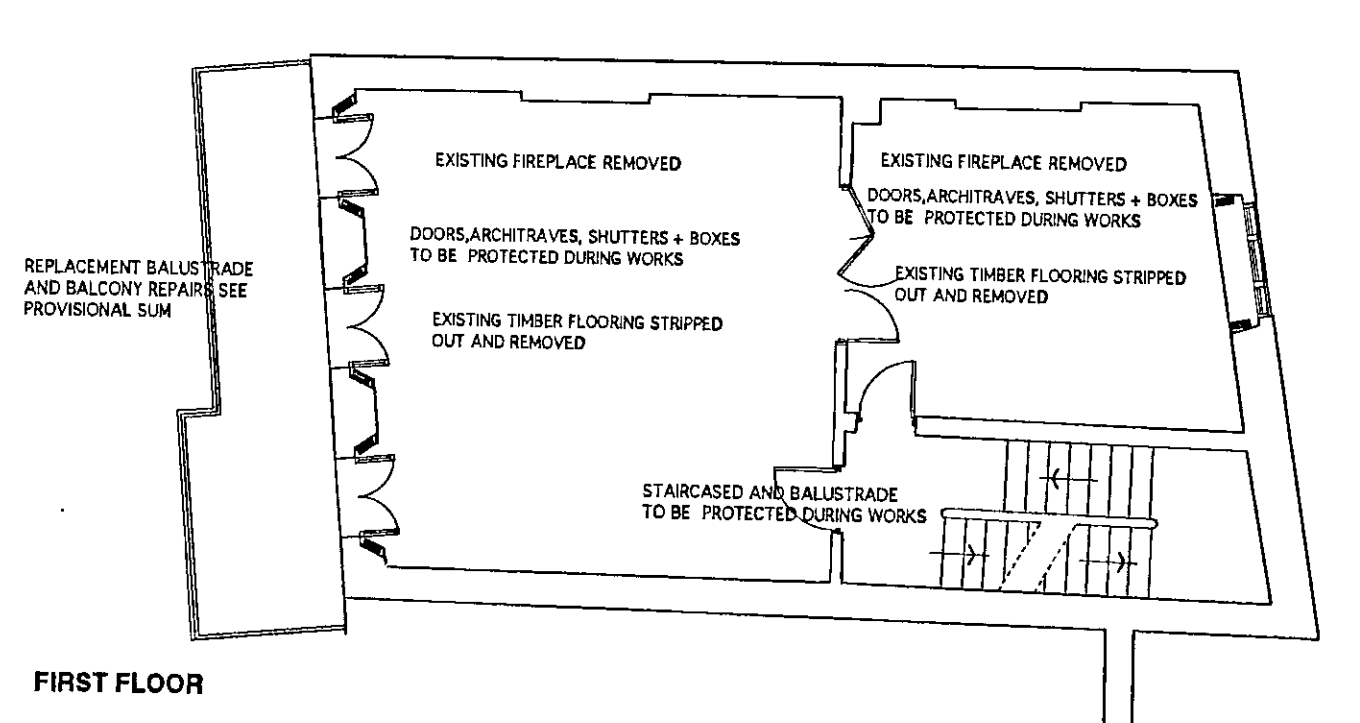 EXISTING FIREPLACE REMOVED
DOORS,ARCHITRAVES, SHUTTERS + BOXES
TO BE PROTECTED DURING WORKS
EXISTING TIMBER FLOORING STRIPPED
OUT AND REMOVED
EXISTING FIREPLACE REMOVED
DOORS,ARCHITRAVES, SHUTTERS + BOXES
TO BE PROTECTED DURING WORKS
EXISTING TIMBER FLOORING STRIPPED
OUT AND REMOVED
REPLACEMENT BALUSTRADE
AND BALCONY REPAIRS SEE
PROVISIONAL SUM
STAIRCASED AND BALUSTRADE
TO BE PROTECTED DURING WORKS
FIRST FLOOR